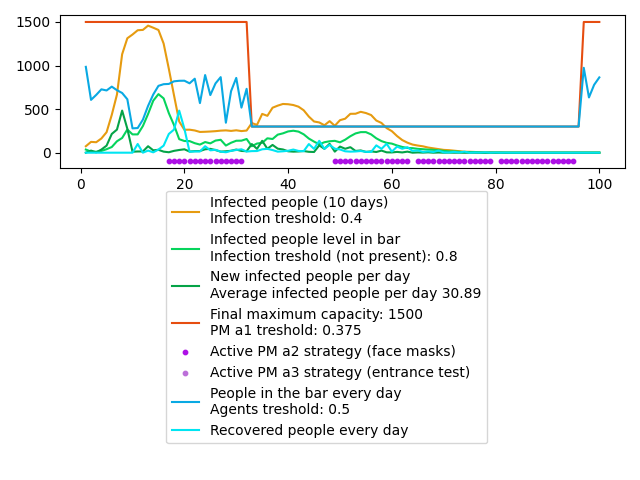 1500
1000
500
0
0 20 40 60 80 100
Infected people (10 days)
Infection treshold: 0.4
Infected people level in bar
Infection treshold (not present): 0.8
New infected people per day
Average infected people per day 30.89
Final maximum capacity: 1500
PM a1 treshold: 0.375
Active PM a2 strategy (face masks)
Active PM a3 strategy (entrance test)
People in the bar every day
Agents treshold: 0.5
Recovered people every day